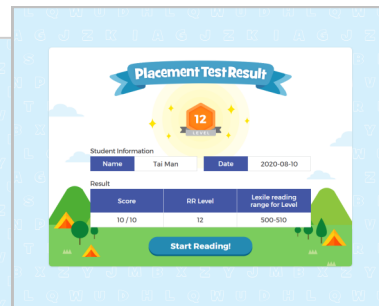 Placement Test Result
12
LEVEL
Student Information
Name Tai Man Date 2020-08-10
Result
Score RR Level Lexile reading
range for Level
10 / 10 12 500-510
Start Reading!